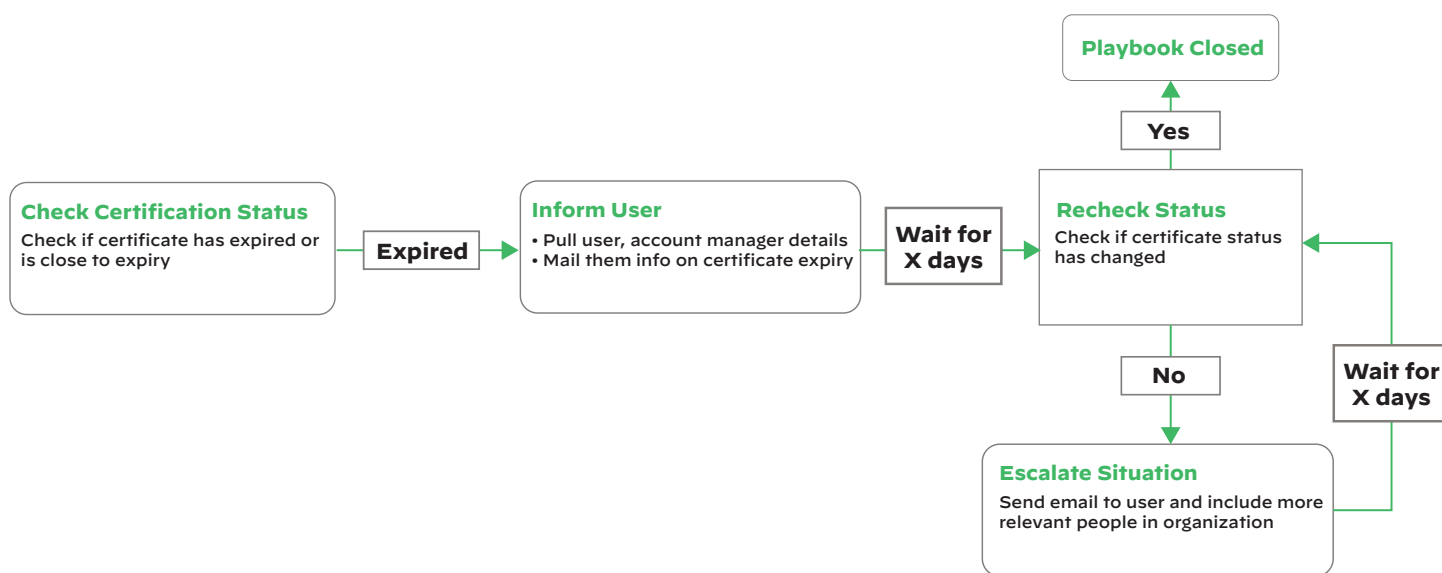 Playbook Closed
Yes
Check Certification Status
Check if certificate has expired or
is close to expiry
Expired
Inform User
• Pull user, account manager details
• Mail them info on certificate expiry
Wait for
X days
Recheck Status
Check if certificate status
has changed
No
Wait for
X days
Escalate Situation
Send email to user and include more
relevant people in organization